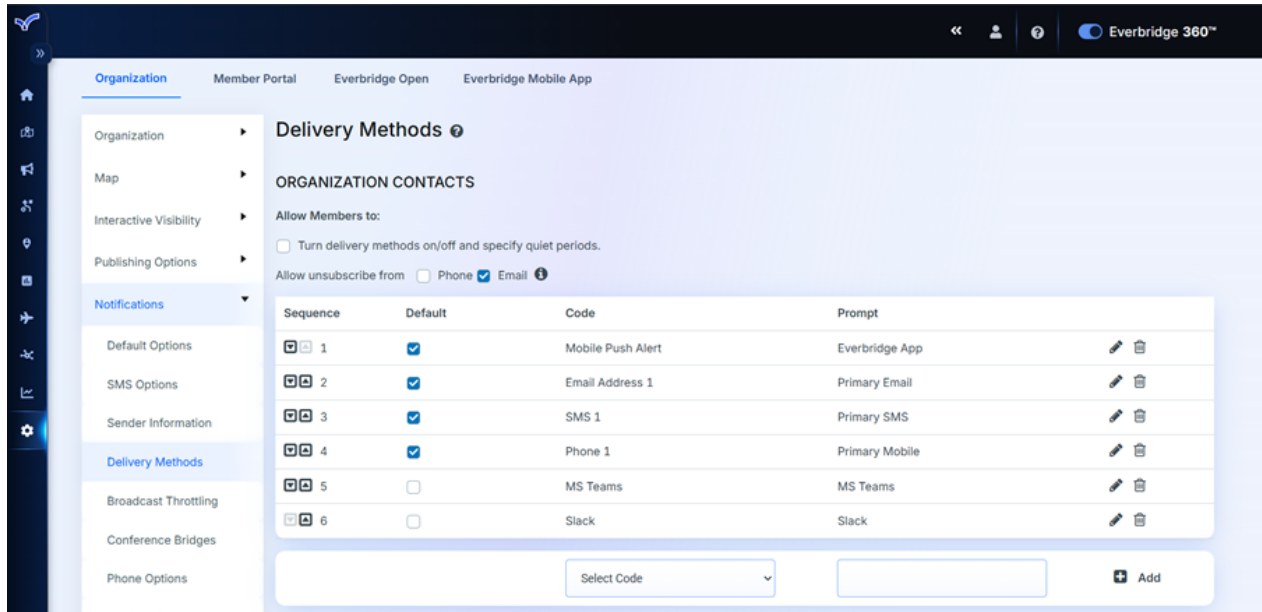 Everbridge 360™
Organization Member Portal Everbridge Open Everbridge Mobile App
Organization
Map
Interactive Visibility
Publishing Options
Notifications
Default Options
SMS Options
Sender Information
Delivery Methods
Broadcast Throttling
Conference Bridges
Phone Options
Delivery Methods
ORGANIZATION CONTACTS
Allow Members to:
Turn delivery methods on/off and specify quiet periods.
Allow unsubscribe from Phone Email
Sequence Default Code Prompt
1 Mobile Push Alert Everbridge App
2 Email Address 1 Primary Email
3 SMS 1 Primary SMS
4 Phone 1 Primary Mobile
5 MS Teams MS Teams
6 Slack Slack
Select Code Add